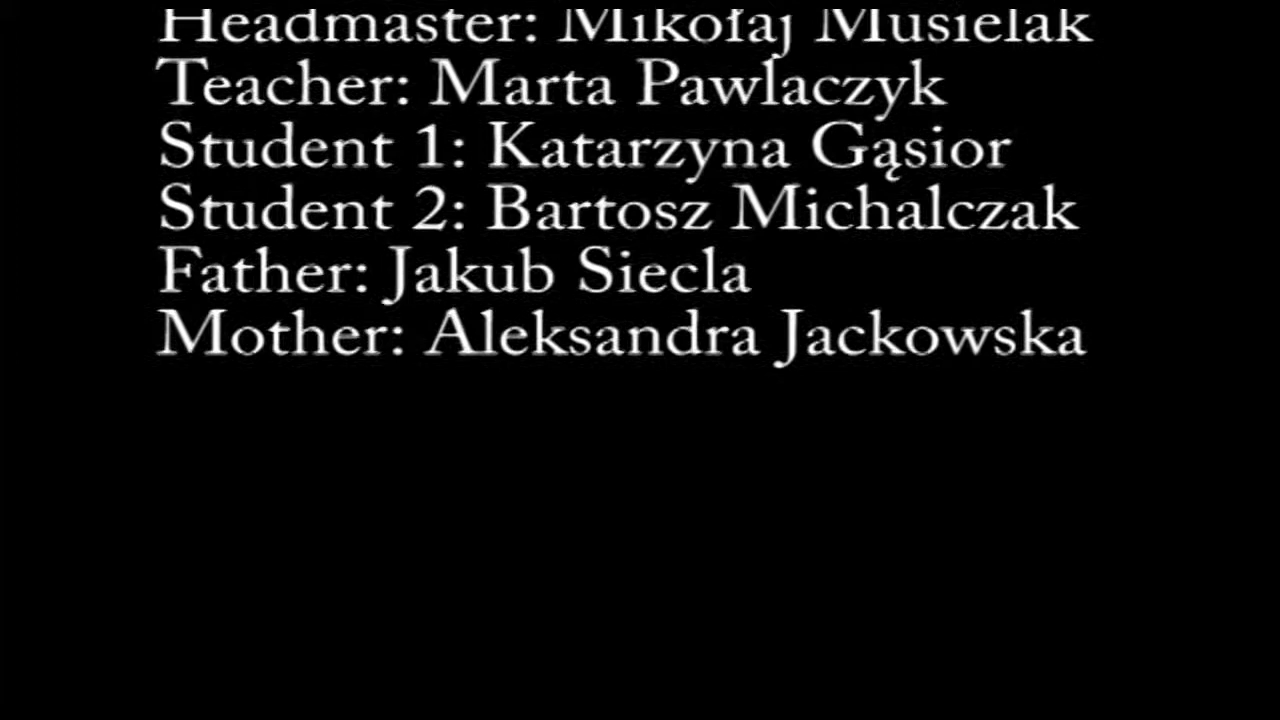 Headmaster: Mikołaj Musielak
Teacher: Marta Pawlaczyk
Student 1: Katarzyna Gąsior
Student 2: Bartosz Michalczak
Father: Jakub Siecla
Mother: Aleksandra Jackowska